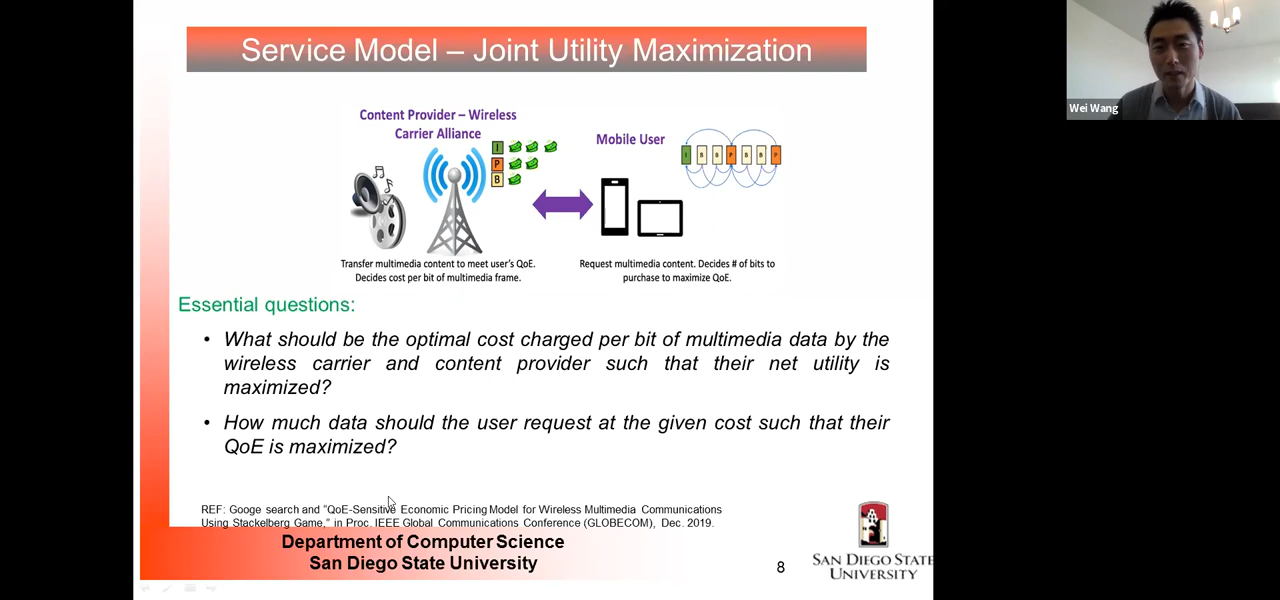 Service Model – Joint Utility Maximization
Content Provider – Wireless
Carrier Alliance
I
P
B
Mobile User
I B B P B B P
Transfer multimedia content to meet user's QoE.
Decides cost per bit of multimedia frame.
Request multimedia content. Decides # of bits to
purchase to maximize QoE.
Essential questions:
• What should be the optimal cost charged per bit of multimedia data by the
wireless carrier and content provider such that their net utility is
maximized?
• How much data should the user request at the given cost such that their
QoE is maximized?
REF: Googe search and "QoE-Sensitive Economic Pricing Model for Wireless Multimedia Communications
Using Stackelberg Game," in Proc. IEEE Global Communications Conference (GLOBECOM), Dec. 2019.
Department of Computer Science
San Diego State University
8
SAN DIEGO STATE
UNIVERSITY
Wei Wang